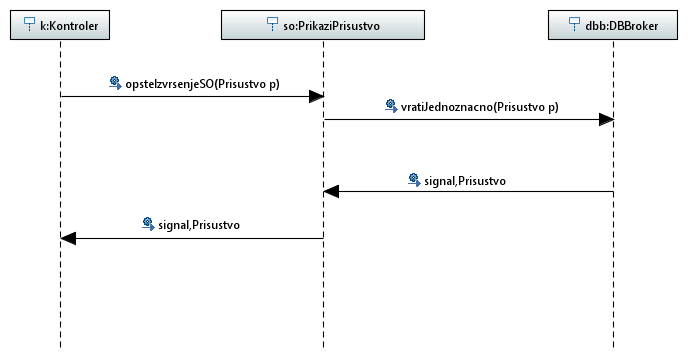 k:Kontroler
so:PrikaziPrisustvo
dbb:DBBroker
opsteIzvrsenjeSO(Prisustvo p)
vratiJednoznacno(Prisustvo p)
signal,Prisustvo
signal,Prisustvo